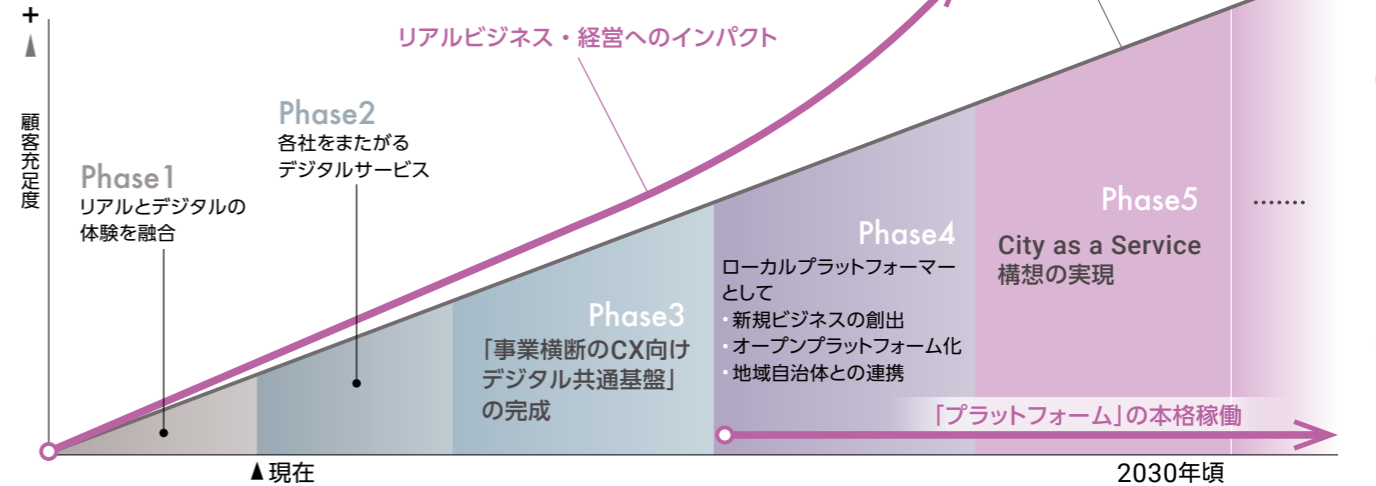 +
顧客充足度
リアルビジネス・経営へのインパクト
Phase1
リアルとデジタルの
体験を融合
Phase2
各社をまたがる
デジタルサービス
Phase3
「事業横断のCX向け
デジタル共通基盤」
の完成
Phase4
ローカルプラットフォーマー
として
・新規ビジネスの創出
・オープンプラットフォーム化
・地域自治体との連携
Phase5
City as a Service
構想の実現
‥‥‥
「プラットフォーム」の本格稼働
▲現在
2030年頃